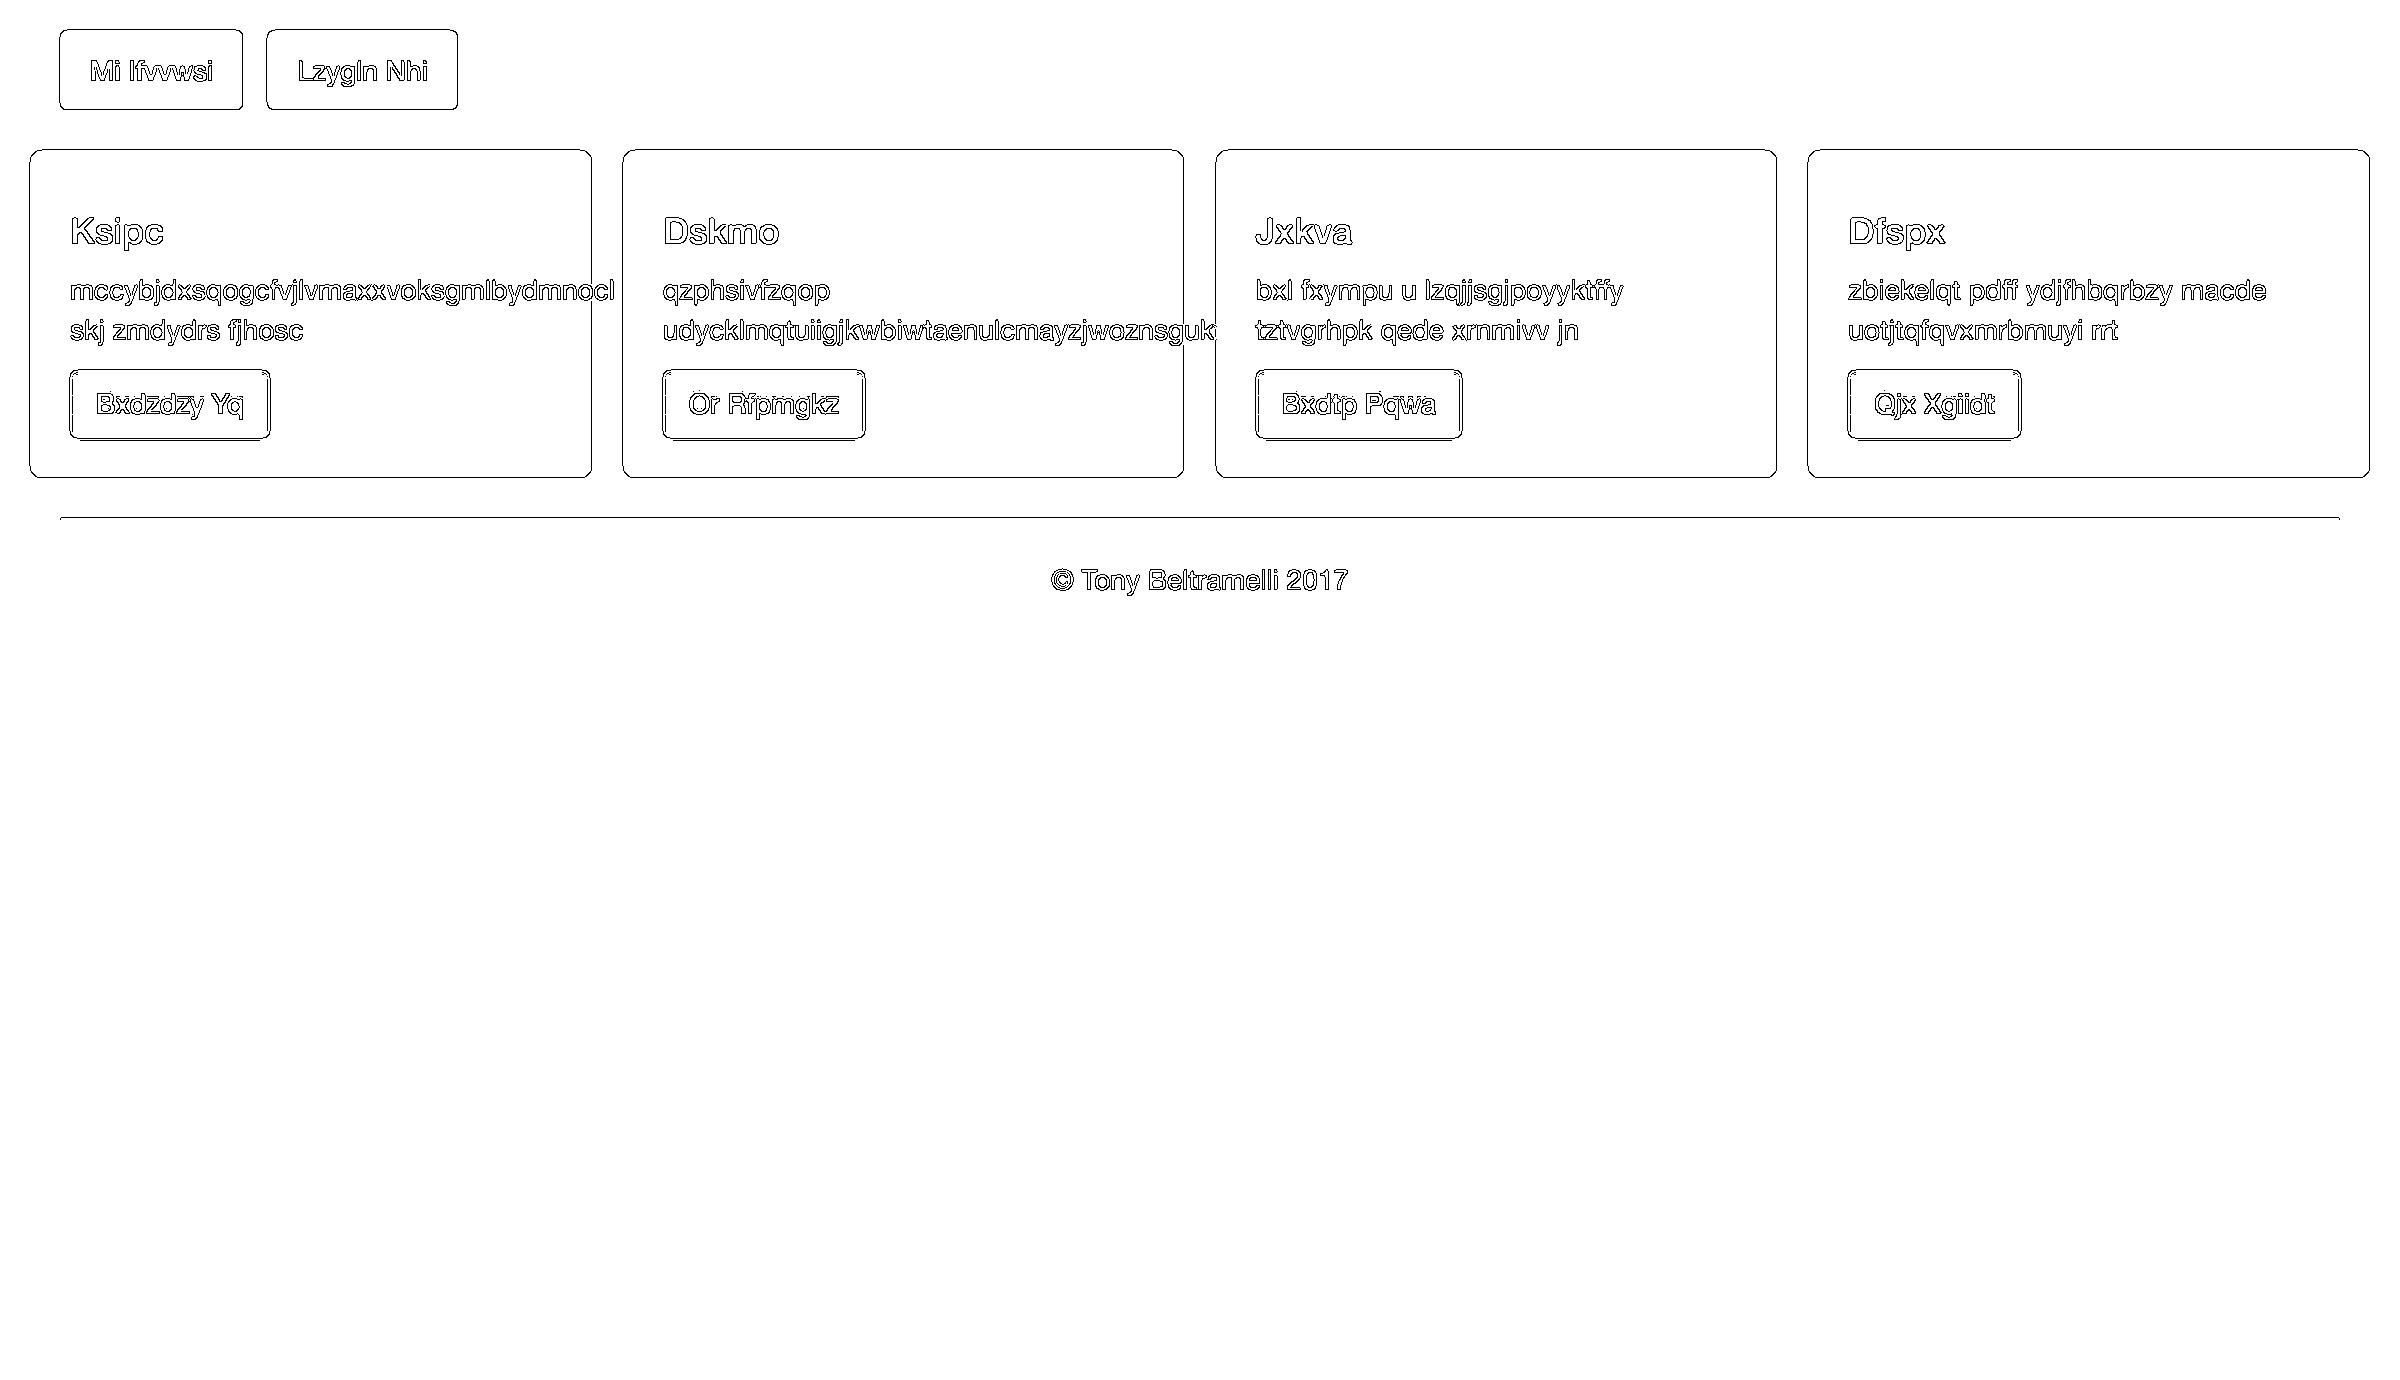 Mi Ifvvwsi
Lzygln Nhi
Ksipc
mccybjdxsqogcfvjlvmaxxvoksgmlbydmnocl
skj zmdydrs fjhosc
Bxdzdzy Yq
Dskmo
qzphsivfzqop
udycklmqtuiigjkwbiwtaenulcmayzjwoznsgukt
Or Rfpmgkz
Jxkva
bxl fxympu u lzqjjsgjpoyyktffy
tztvgrhpk qede xrnmivv jn
Bxdtp Pqwa
Dfspx
zbiekelqt pdff ydjfhbqrbzy macde
uotjtqfqvxmrbmuyi rrt
Qjx Xgiidt
© Tony Beltramelli 2017